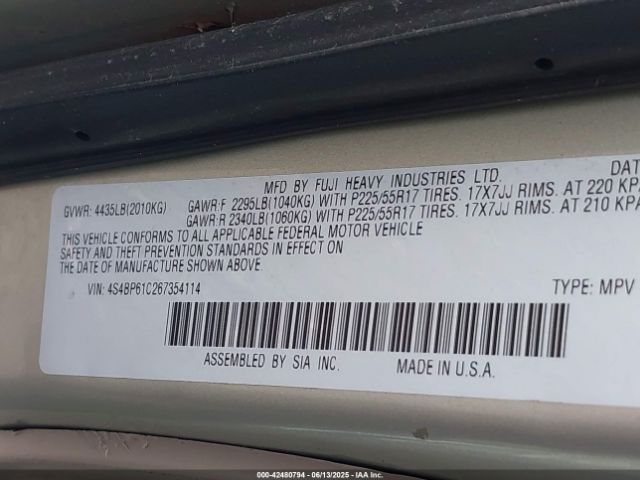 MFD. BY FUJI HEAVY INDUSTRIES LTD. DAT
GVWR: 4435LB(2010KG) GAWR:F 2295LB(1040KG) WITH P225/55R17 TIRES. 17X7JJ RIMS. AT 220 KPA
GAWR:R 2340LB(1060KG) WITH P225/55R17 TIRES. 17X7JJ RIMS. AT 210 KPA
THIS VEHICLE CONFORMS TO ALL APPLICABLE FEDERAL MOTOR VEHICLE
SAFETY AND THEFT PREVENTION STANDARDS IN EFFECT ON
THE DATE OF MANUFACTURE SHOWN ABOVE.
VIN: 4S4BP61C267354114 TYPE: MPV
ASSEMBLED BY SIA INC. MADE IN U.S.A.
000-42480794 - 06/13/2025 - IAAI.COM